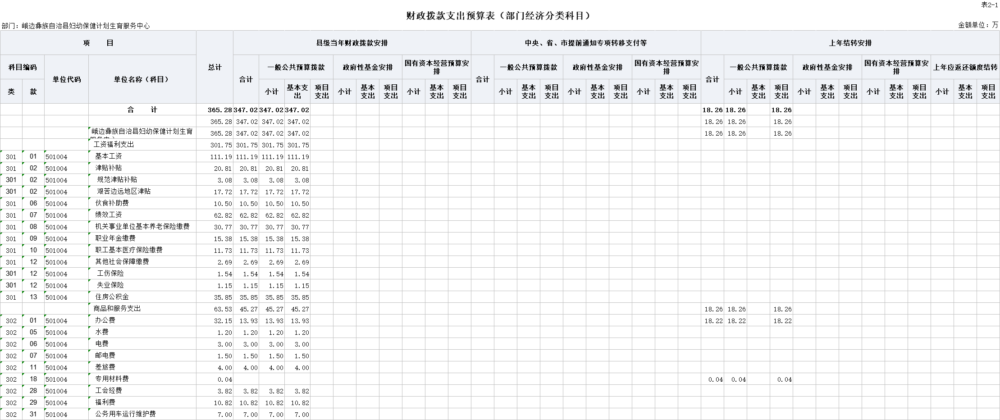 表2-1
财政拨款支出预算表（部门经济分类科目）
部门：峨边彝族自治县妇幼保健计划生育服务中心 金额单位：万
项 目 总计 县级当年财政拨款安排 中央、省、市提前通知专项转移支付等 上年结转安排
科目编码 单位代码 单位名称（科目） 合计 一般公共预算拨款 政府性基金安排 国有资本经营预算安排 合计 一般公共预算拨款 政府性基金安排 国有资本经营预算安排 合计 一般公共预算拨款 政府性基金安排 国有资本经营预算安排 上年应返还额度结转
类 款 小计 基本支出 项目支出 小计 基本支出 项目支出 小计 基本支出 项目支出 小计 基本支出 项目支出 小计 基本支出 项目支出 小计 基本支出 项目支出 小计 基本支出 项目支出 小计 基本支出 项目支出 小计 基本支出 项目支出 小计 基本支出 项目支出
合 计 365.28 347.02 347.02 347.02 18.26 18.26 18.26
365.28 347.02 347.02 347.02 18.26 18.26 18.26
峨边彝族自治县妇幼保健计划生育 365.28 347.02 347.02 347.02 18.26 18.26 18.26
工资福利支出 301.75 301.75 301.75 301.75
301 01 501004 基本工资 111.19 111.19 111.19 111.19
301 02 501004 津贴补贴 20.81 20.81 20.81 20.81
301 02 501004 规范津贴补贴 3.08 3.08 3.08 3.08
301 02 501004 艰苦边远地区津贴 17.72 17.72 17.72 17.72
301 06 501004 伙食补助费 10.50 10.50 10.50 10.50
301 07 501004 绩效工资 62.82 62.82 62.82 62.82
301 08 501004 机关事业单位基本养老保险缴费 30.77 30.77 30.77 30.77
301 09 501004 职业年金缴费 15.38 15.38 15.38 15.38
301 10 501004 职工基本医疗保险缴费 11.73 11.73 11.73 11.73
301 12 501004 其他社会保障缴费 2.69 2.69 2.69 2.69
301 12 501004 工伤保险 1.54 1.54 1.54 1.54
301 12 501004 失业保险 1.15 1.15 1.15 1.15
301 13 501004 住房公积金 35.85 35.85 35.85 35.85
商品和服务支出 63.53 45.27 45.27 45.27 18.26 18.26 18.26
302 01 501004 办公费 32.15 13.93 13.93 13.93 18.22 18.22 18.22
302 05 501004 水费 1.20 1.20 1.20 1.20
302 06 501004 电费 3.00 3.00 3.00 3.00
302 07 501004 邮电费 1.50 1.50 1.50 1.50
302 11 501004 差旅费 4.00 4.00 4.00 4.00
302 18 501004 专用材料费 0.04 0.04 0.04 0.04
302 28 501004 工会经费 3.82 3.82 3.82 3.82
302 29 501004 福利费 10.82 10.82 10.82 10.82
302 31 501004 公务用车运行维护费 7.00 7.00 7.00 7.00